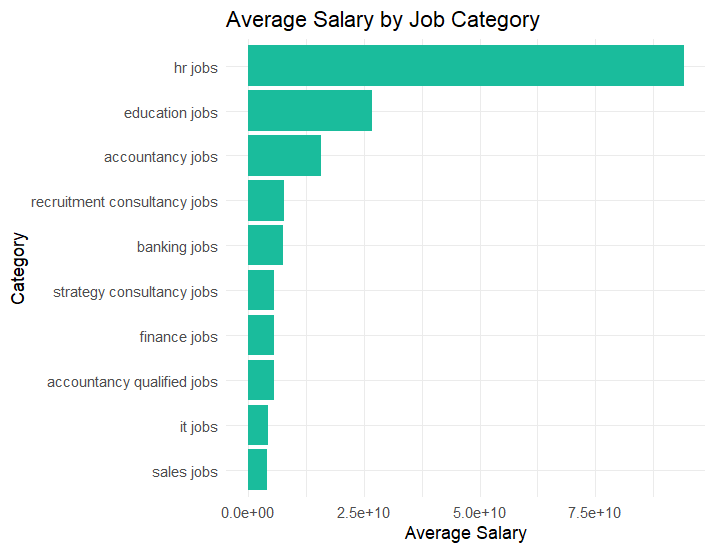 Average Salary by Job Category
Category
hr jobs
education jobs
accountancy jobs
recruitment consultancy jobs
banking jobs
strategy consultancy jobs
finance jobs
accountancy qualified jobs
it jobs
sales jobs
0.0e+00 2.5e+10 5.0e+10 7.5e+10
Average Salary